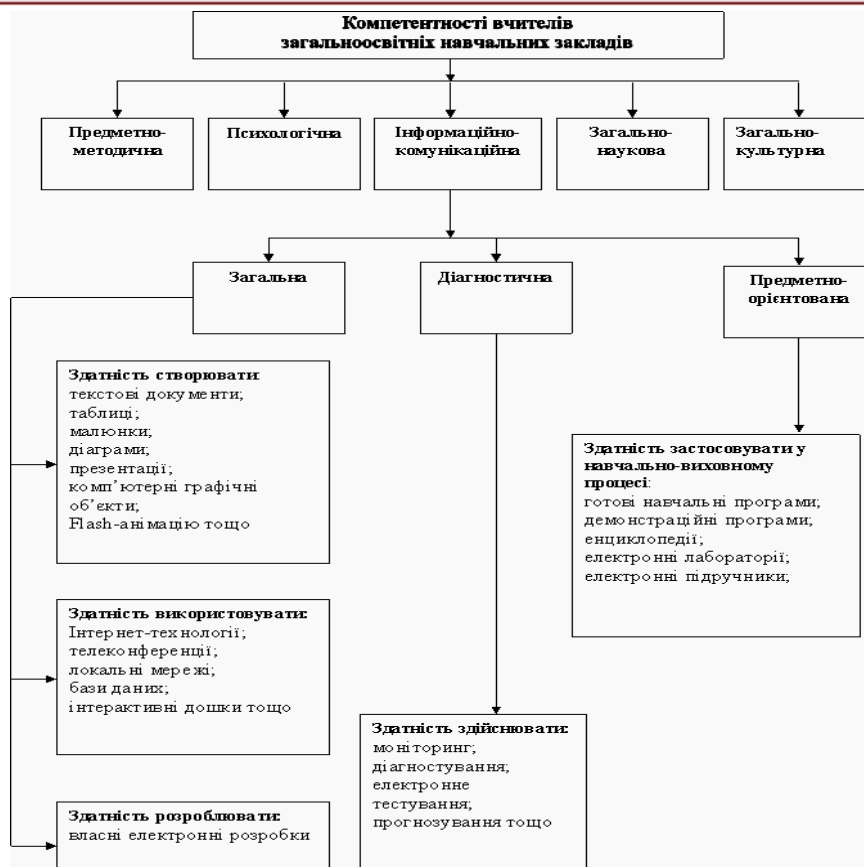 Компетентності вчителів
загальноосвітніх навчальних закладів
Предметно-
методична
Психологічна
Інформаційно-
комунікаційна
Загально-
наукова
Загально-
культурна
Загальна
Діагностична
Предметно-
орієнтована
Здатність створювати:
текстові документи;
таблиці;
малюнки;
діаграми;
презентації;
комп’ютерні графічні
об’єкти;
Flash-анімацію тощо
Здатність використовувати:
Інтернет-технології;
телеконференції;
локальні мережі;
бази даних;
інтерактивні дошки тощо
Здатність розроблювати:
власні електронні розробки
Здатність здійснювати:
моніторинг;
діагностування;
електронне
тестування;
прогнозування тощо
Здатність застосовувати у
навчально-виховному
процесі:
готові навчальні програми;
демонстраційні програми;
енциклопедії;
електронні лабораторії;
електронні підручники;